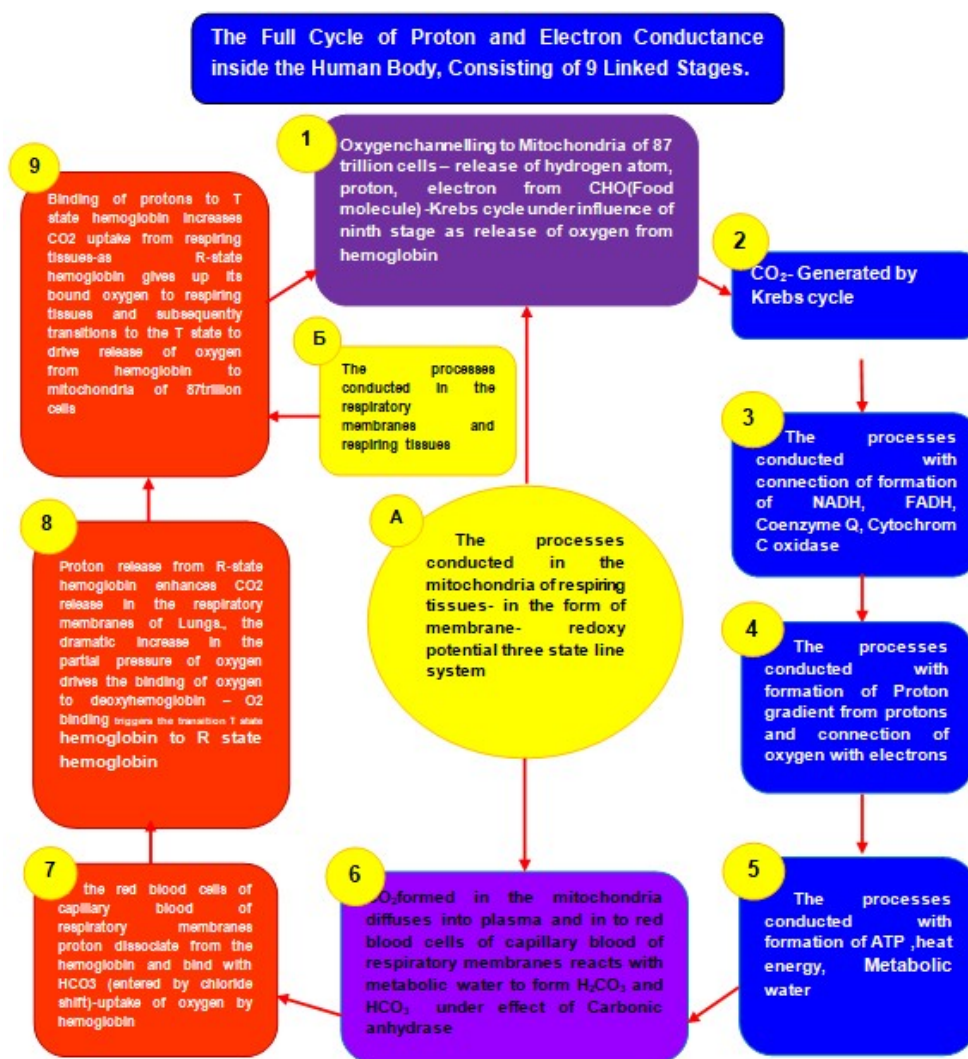 The Full Cycle of Proton and Electron Conductance
inside the Human Body, Consisting of 9 Linked Stages.
1
Oxygenchannelling to Mitochondria of 87
trillion cells – release of hydrogen atom,
proton, electron from CHO(Food
molecule) -Krebs cycle under influence of
ninth stage as release of oxygen from
hemoglobin
2
CO₂- Generated by
Krebs cycle
3
The processes
conducted with
connection of formation
of NADH, FADH,
Coenzyme Q, Cytochrom
C oxidase
4
The processes
conducted with
formation of Proton
gradient from protons
and connection of
oxygen with electrons
5
The processes
conducted with
formation of ATP ,heat
energy, Metabolic
water
6
CO₂formed in the mitochondria
diffuses into plasma and in to red
blood cells of capillary blood of
respiratory membranes reacts with
metabolic water to form H₂CO₃ and
HCO₃ under effect of Carbonic
anhydrase
7
the red blood cells of
capillary blood of
respiratory membranes
proton dissociate from the
hemoglobin and bind with
HCO3 (entered by chloride
shift)-uptake of oxygen by
hemoglobin
8
Proton release from R-state
hemoglobin enhances CO2
release in the respiratory
membranes of Lungs., the
dramatic increase in the
partial pressure of oxygen
drives the binding of oxygen
to deoxyhemoglobin – O2
binding triggers the transition T state
hemoglobin to R state
hemoglobin
9
Binding of protons to T
state hemoglobin increases
CO2 uptake from respiring
tissues-as R-state
hemoglobin gives up its
bound oxygen to respiring
tissues and subsequently
transitions to the T state to
drive release of oxygen
from hemoglobin to
mitochondria of 87trillion
cells
Б
The processes
conducted in the
respiratory
membranes and
respiring tissues
A
The processes
conducted in the
mitochondria of respiring
tissues- in the form of
membrane- redoxy
potential three state line
system